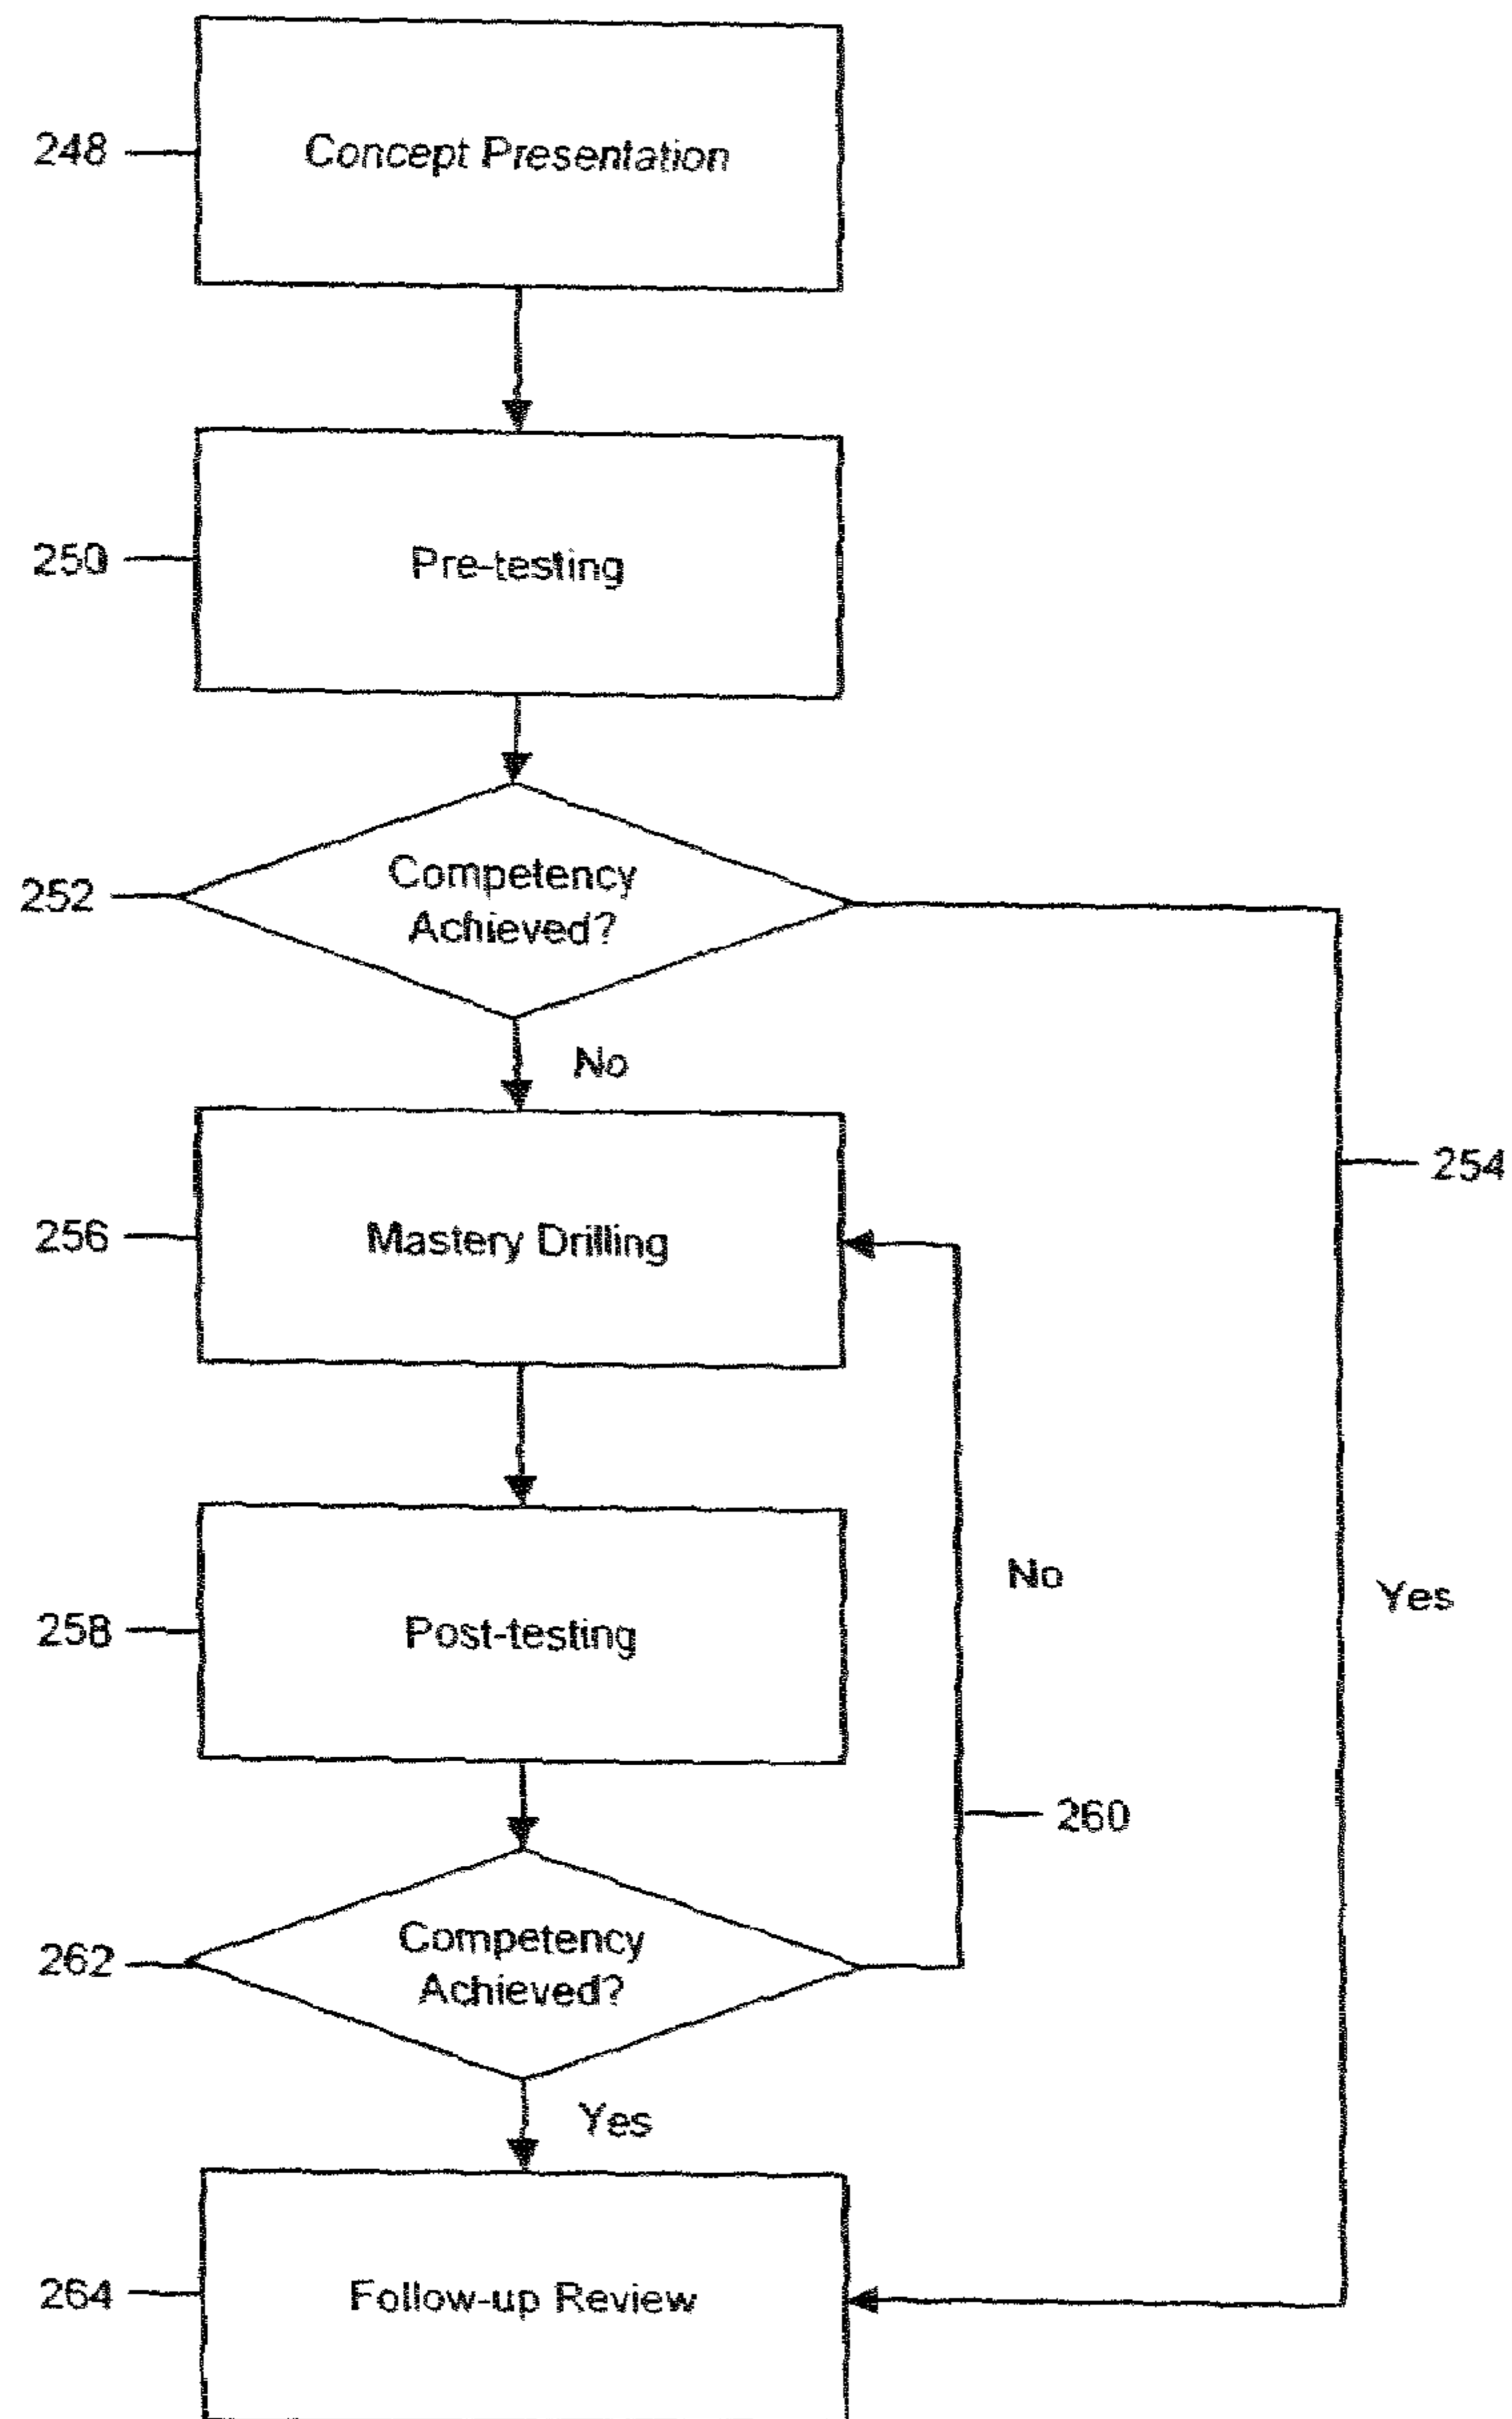 248
Concept Presentation
250
Pre-testing
252
Competency
Achieved?
No
254
256
Mastery Drilling
No
Yes
258
Post-testing
260
262
Competency
Achieved?
Yes
264
Follow-up Review